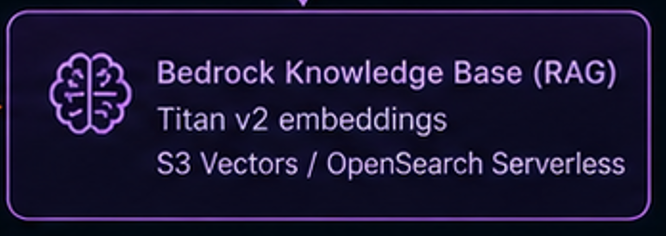 Bedrock Knowledge Base (RAG)
Titan v2 embeddings
S3 Vectors / OpenSearch Serverless